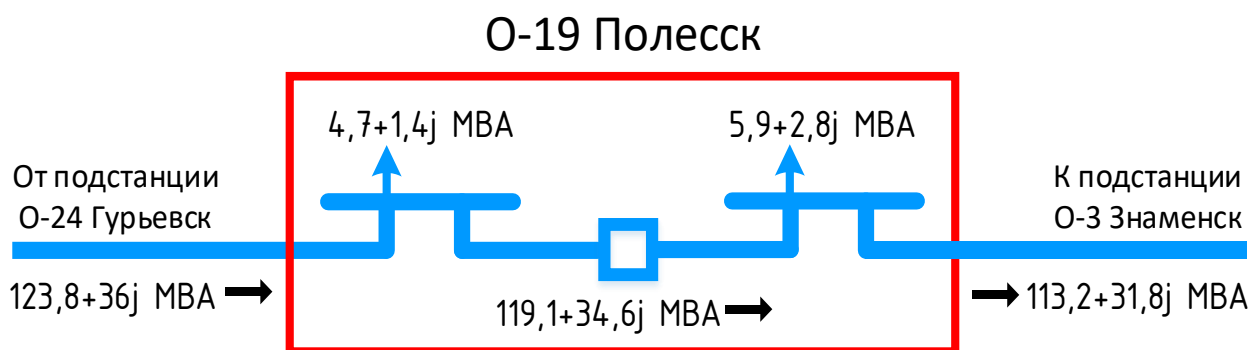 О-19 Полесск
4,7+1,4j МВА
5,9+2,8j МВА
От подстанции
О-24 Гурьевск
К подстанции
О-3 Знаменск
123,8+36j МВА
119,1+34,6j МВА
113,2+31,8j МВА